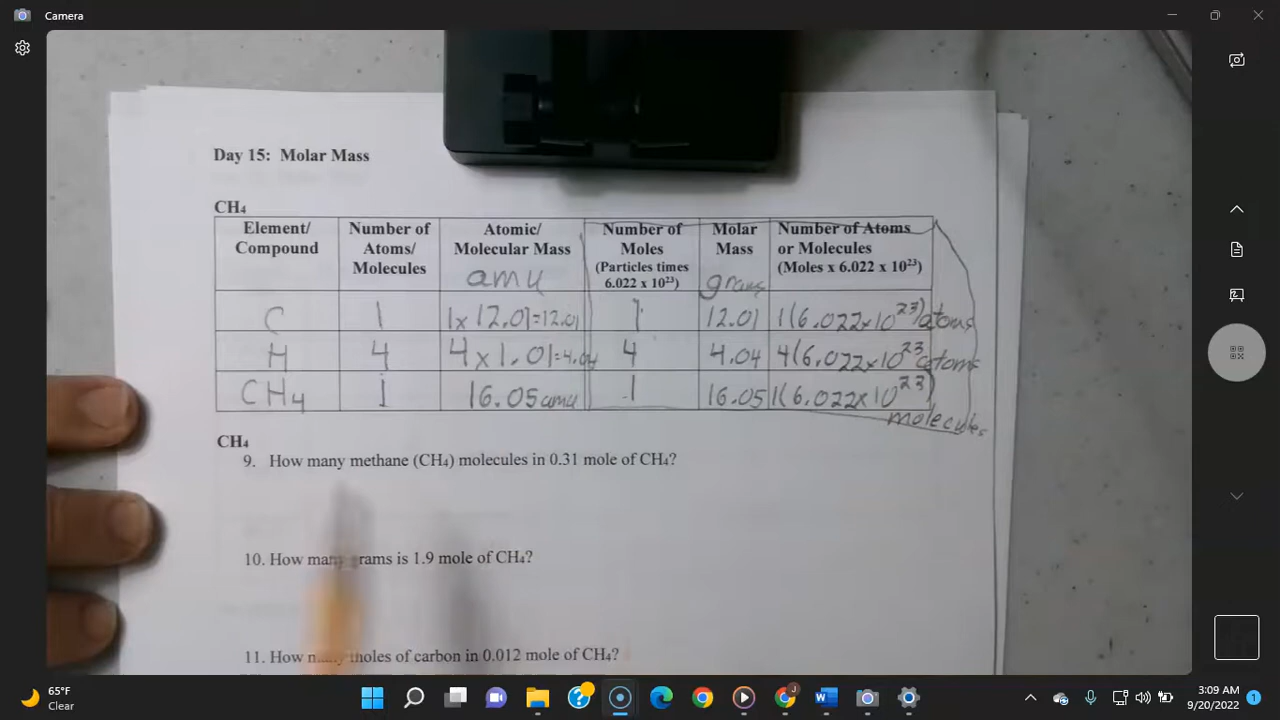 Camera
Day 15: Molar Mass
CH4
Element/ Compound
Number of Atoms/ Molecules
Atomic/ Molecular Mass amu
Number of Moles (Particles times 6.022 x 10²³)
Molar Mass grams
Number of Atoms or Molecules (Moles x 6.022 x 10²³)
C 1 1x12.01=12.01 1 12.01 1(6.022x10²³)atoms
H 4 4x1.01=4.04 4 4.04 4(6.022x10²³ atoms
CH4 1 16.05amu 1 16.05 1(6.022x10²³)
molecules
CH4
9. How many methane (CH4) molecules in 0.31 mole of CH4?
10. How many grams is 1.9 mole of CH4?
11. How many moles of carbon in 0.012 mole of CH4?
65°F
Clear
3:09 AM
9/20/2022
1